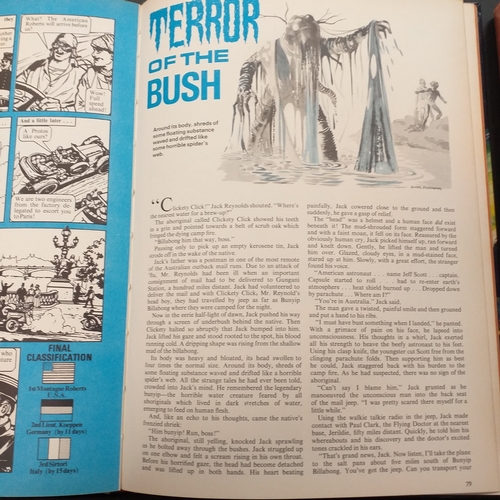 What? The American
Roberts will arrive before
us?
Wow!
Full
speed
ahead!
And a little later . . .
A Protos
like ours?
We are two engineers
from the factory de-
legated to escort you
to Paris!
FINAL
CLASSIFICATION
1st Montague Roberts
U.S.A.
2nd Lieut. Koeppen
Germany (by 11 days)
3rd Sirtori
Italy (by 13 days)
TERROR
OF THE
BUSH
Around its body, shreds of
some floating substance
waved and drifted like
some horrible spider's
web.
"Clickety Click!" Jack Reynolds shouted. "Where's
the nearest water for a brew-up?"
The aboriginal called Clickety Click showed his teeth
in a grin and pointed towards a belt of scrub oak which
fringed the dying camp fire.
"Billabong him that way, boss."
Pausing only to pick up an empty kerosine tin, Jack
strode off in the wake of the native.
Jack's father was a postman in one of the most remote
of the Australian outback mail runs. Due to an attack of
'flu, Mr. Reynolds had been ill when an important
consignment of mail had to be delivered to Gungani
Station, a hundred miles distant. Jack had volunteered to
deliver the mail and with Clickety Click, Mr. Reynold's
head boy, they had travelled by jeep as far as Bunyip
Billabong where they were camped for the night.
Now in the eerie half-light of dawn, Jack pushed his way
through a screen of underbush behind the native. Then
Clickety halted so abruptly that Jack bumped into him.
Jack lifted his gaze and stood rooted to the spot, his blood
running cold. A dripping shape was rising from the shallow
mud of the billabong.
Its body was heavy and bloated, its head swollen to
four times the normal size. Around its body, shreds of
some floating substance waved and drifted like a horrible
spider's web. All the strange tales he had ever been told,
crowded into Jack's mind. He remembered the legendary
bunyip—the horrible water creature feared by all
aboriginals which lived in dark stretches of water,
emerging to feed on human flesh.
And, like an echo to his thoughts, came the native's
frenzied shriek:
"Him bunyip! Run, boss!"
The aboriginal, still yelling, knocked Jack sprawling
as he bolted away through the bushes. Jack struggled up
on one elbow and felt a scream rising in his own throat.
Before his horrified gaze, the head had become detached
and was lifted up in both hands. His heart beating
painfully, Jack cowered close to the ground and then
suddenly, he gave a gasp of relief.
The "head" was a helmet and a human face did exist
beneath it! The mud-shrouded form staggered forward
and with a faint moan, it fell on its face. Reassured by the
obviously human cry, Jack picked himself up, ran forward
and knelt down. Gently, he lifted the man and turned
him over. Glazed, cloudy eyes, in a mud-stained face,
stared up at him. Slowly, with a great effort, the stranger
found his voice.
"American astronaut . . . name Jeff Scott . . . captain.
Capsule started to roll . . . had to re-enter earth's
atmosphere . . . heat shield burned up . . . Dropped down
by parachute . . . Where am I?"
"You're in Australia." Jack said.
The man gave a twisted, painful smile and then groaned
and put a hand to his ribs.
"I must have bust something when I landed," he panted.
With a grimace of pain on his face, he lapsed into
unconsciousness. His thoughts in a whirl, Jack exerted
all his strength to heave the beefy astronaut to his feet.
Using his clasp knife, the youngster cut Scott free from the
clinging parachute folds. Then supporting him as best
he could, Jack staggered back with his burden to the
camp fire. As he had suspected, there was no sign of the
aboriginal.
"Can't say I blame him," Jack grunted as he
manoeuvred the unconscious man into the back seat
of the mail jeep. "I was pretty scared there myself for a
little while."
Using the walkie talkie radio in the jeep, Jack made
contact with Paul Clark, the Flying Doctor at the nearest
base, Jerildie, fifty miles distant. Quickly, he told him his
whereabouts and his discovery and the doctor's excited
tones crackled in his ears.
"That's grand news, Jack. Now listen, I'll take the plane
to the salt pans about five miles south of Bunyip
Billabong. You've got the jeep. Can you transport your
79